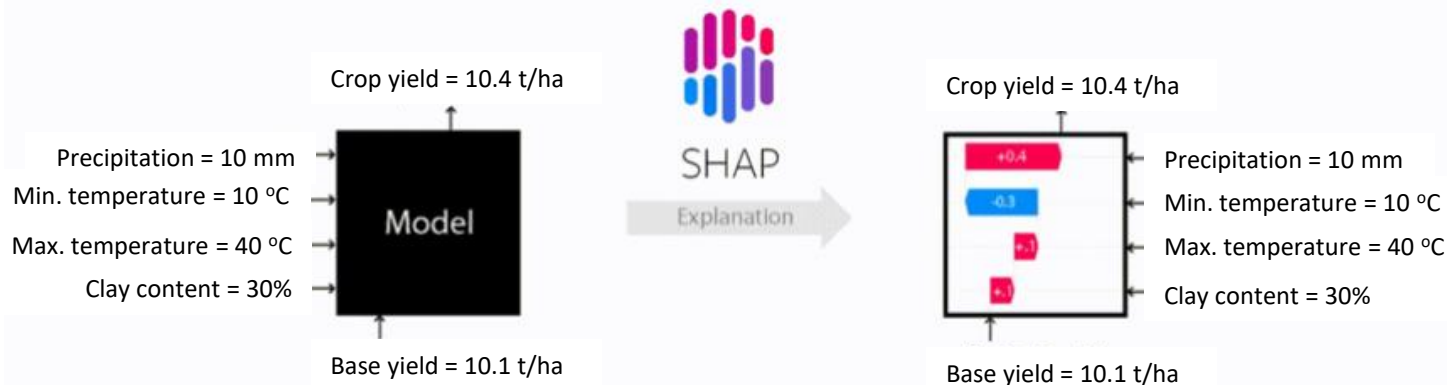 Crop yield = 10.4 t/ha
Precipitation = 10 mm
Min. temperature = 10 °C
Max. temperature = 40 °C
Clay content = 30%
Model
Base yield = 10.1 t/ha
SHAP
Explanation
Crop yield = 10.4 t/ha
+0.4
Precipitation = 10 mm
-0.3
Min. temperature = 10 °C
+.1
Max. temperature = 40 °C
+.1
Clay content = 30%
Base yield = 10.1 t/ha